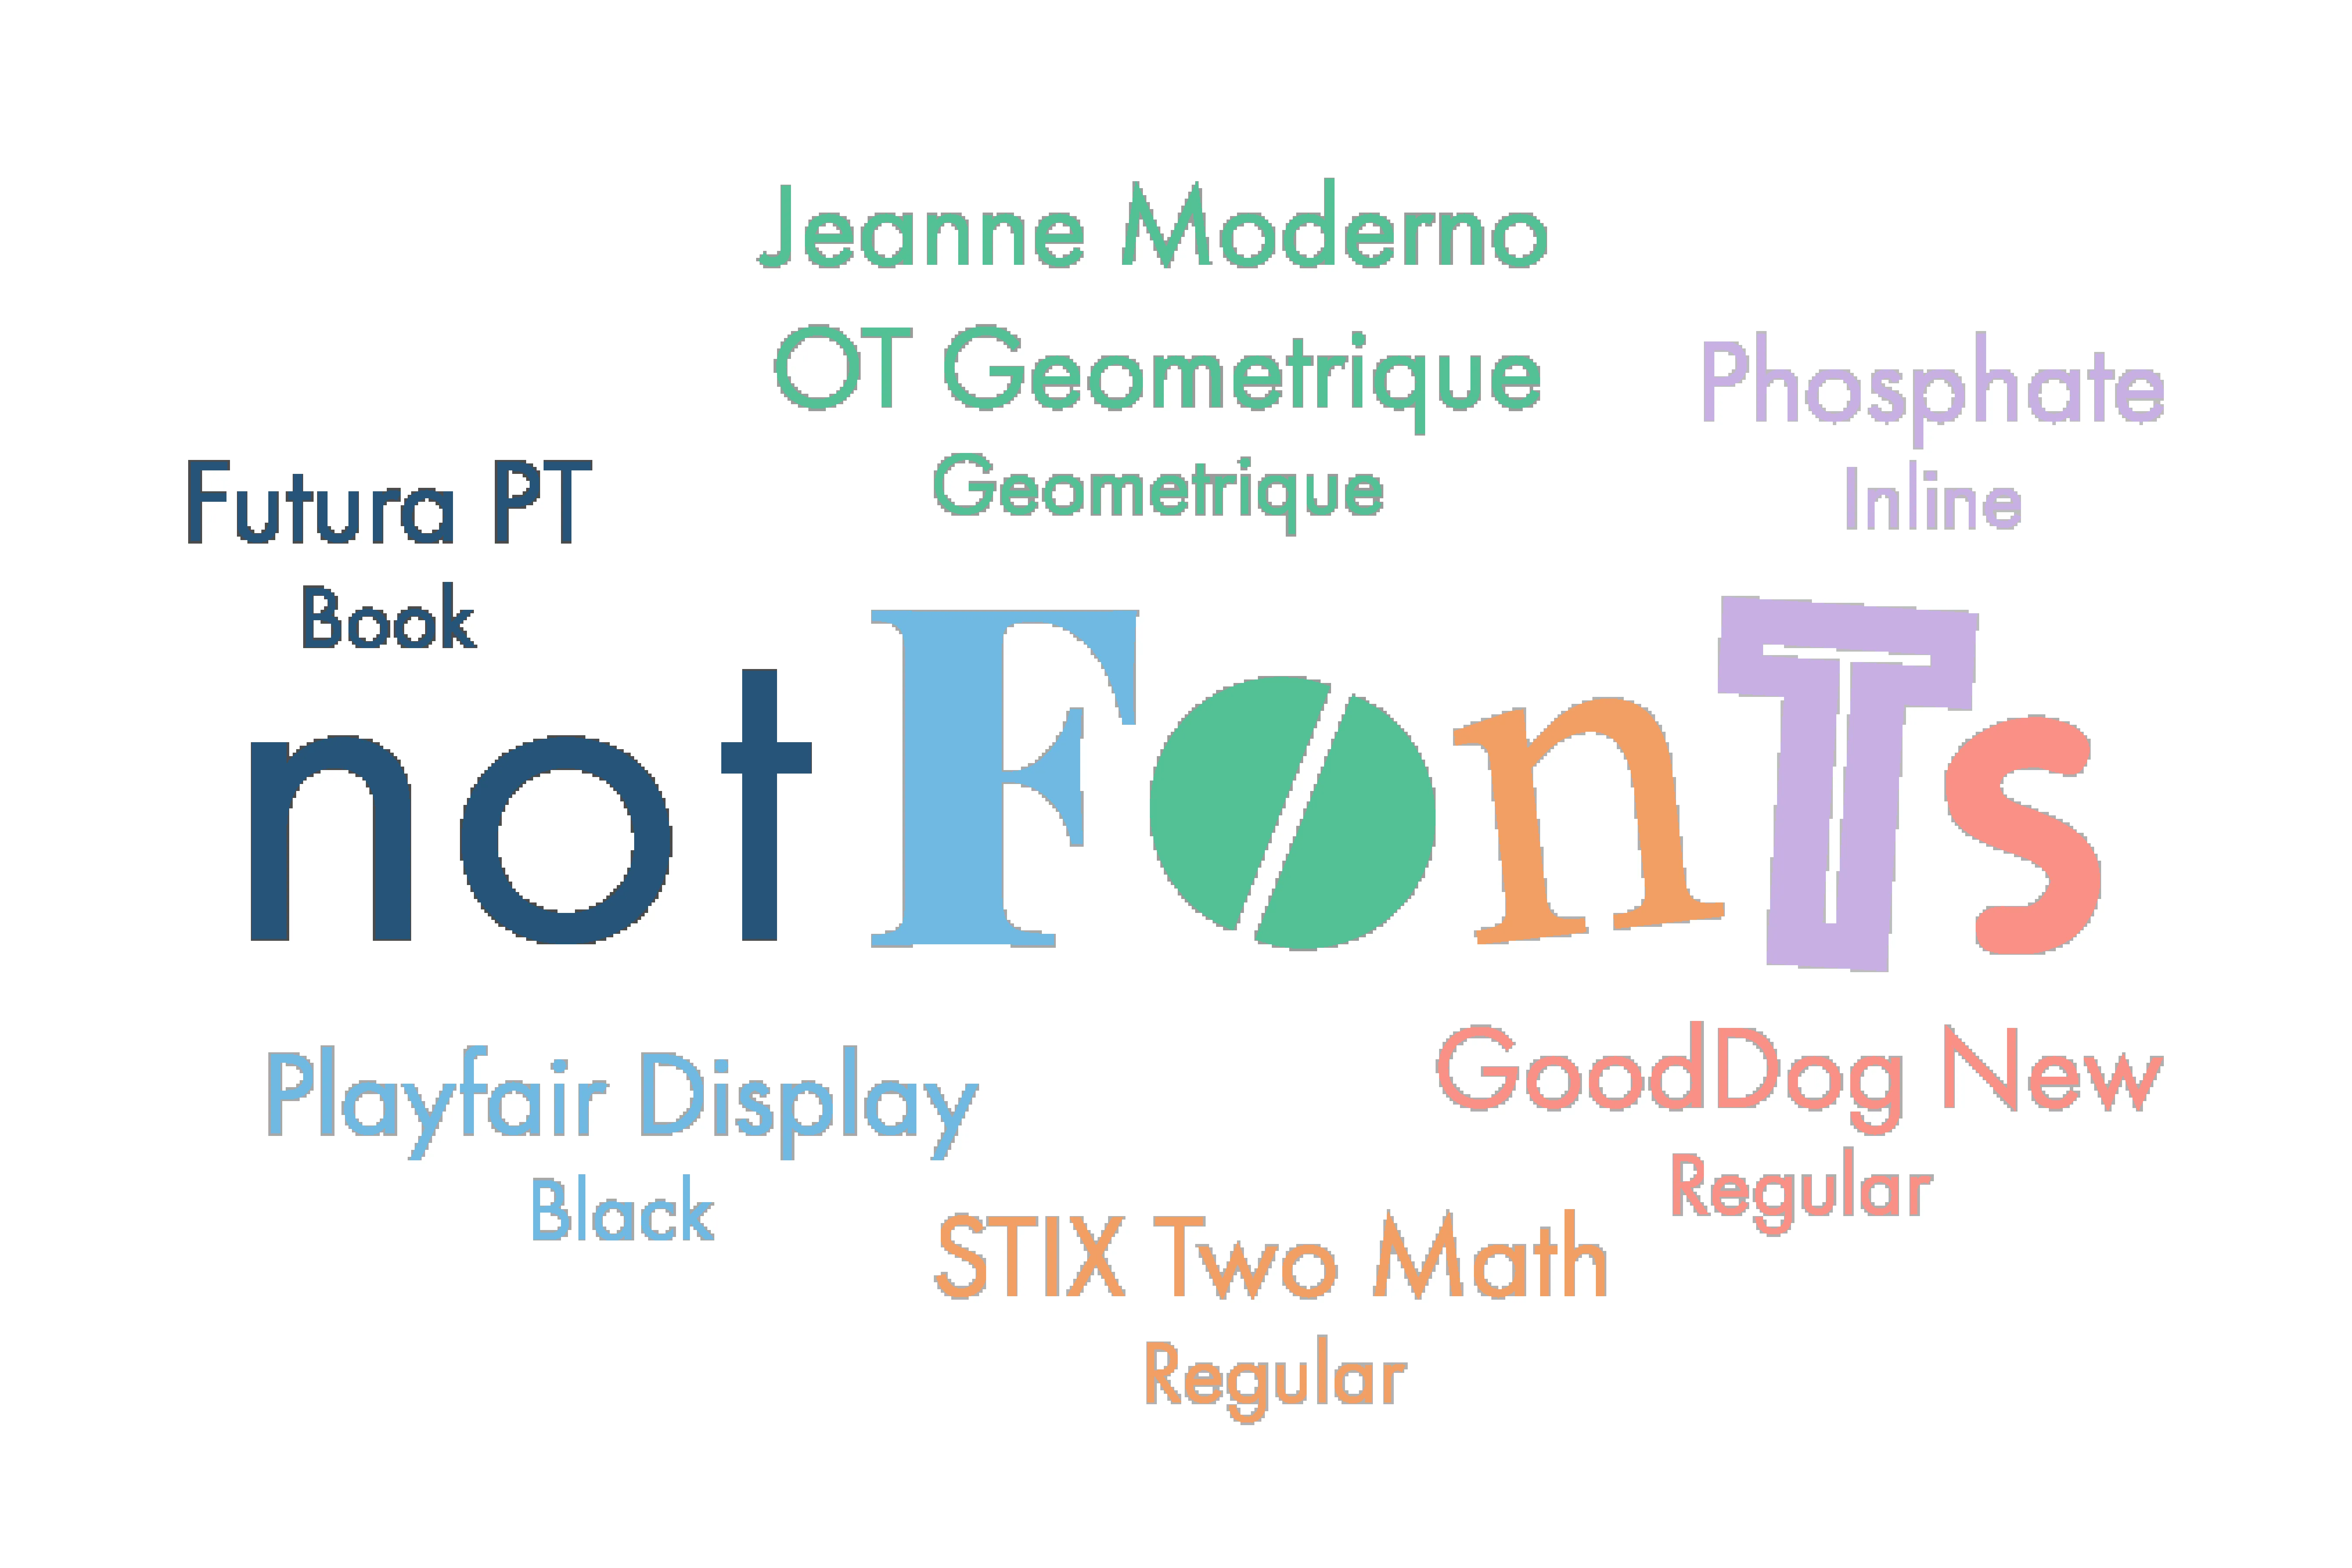 Jeanne Moderno
OT Geometrique
Geometrique
Phosphate
Inline
Futura PT
Book
notFonTs
Playfair Display
Black
GoodDog New
Regular
STIX Two Math
Regular